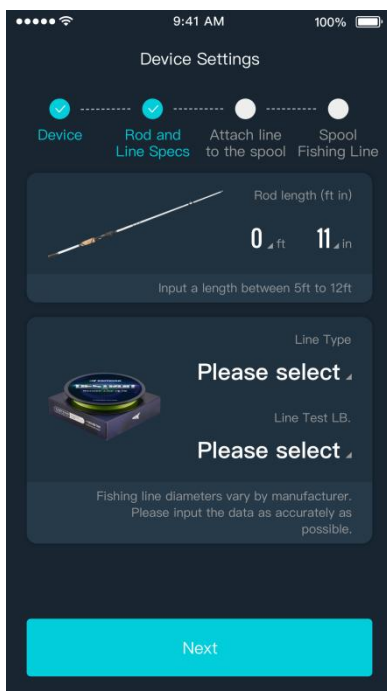 9:41 AM
100%
Device Settings
Device
Rod and
Line Specs
Attach line
to the spool
Spool
Fishing Line
Rod length (ft in)
0 ft 11 in
Input a length between 5ft to 12ft
Line Type
Please select
Line Test LB.
Please select
Fishing line diameters vary by manufacturer.
Please input the data as accurately as
possible.
Next